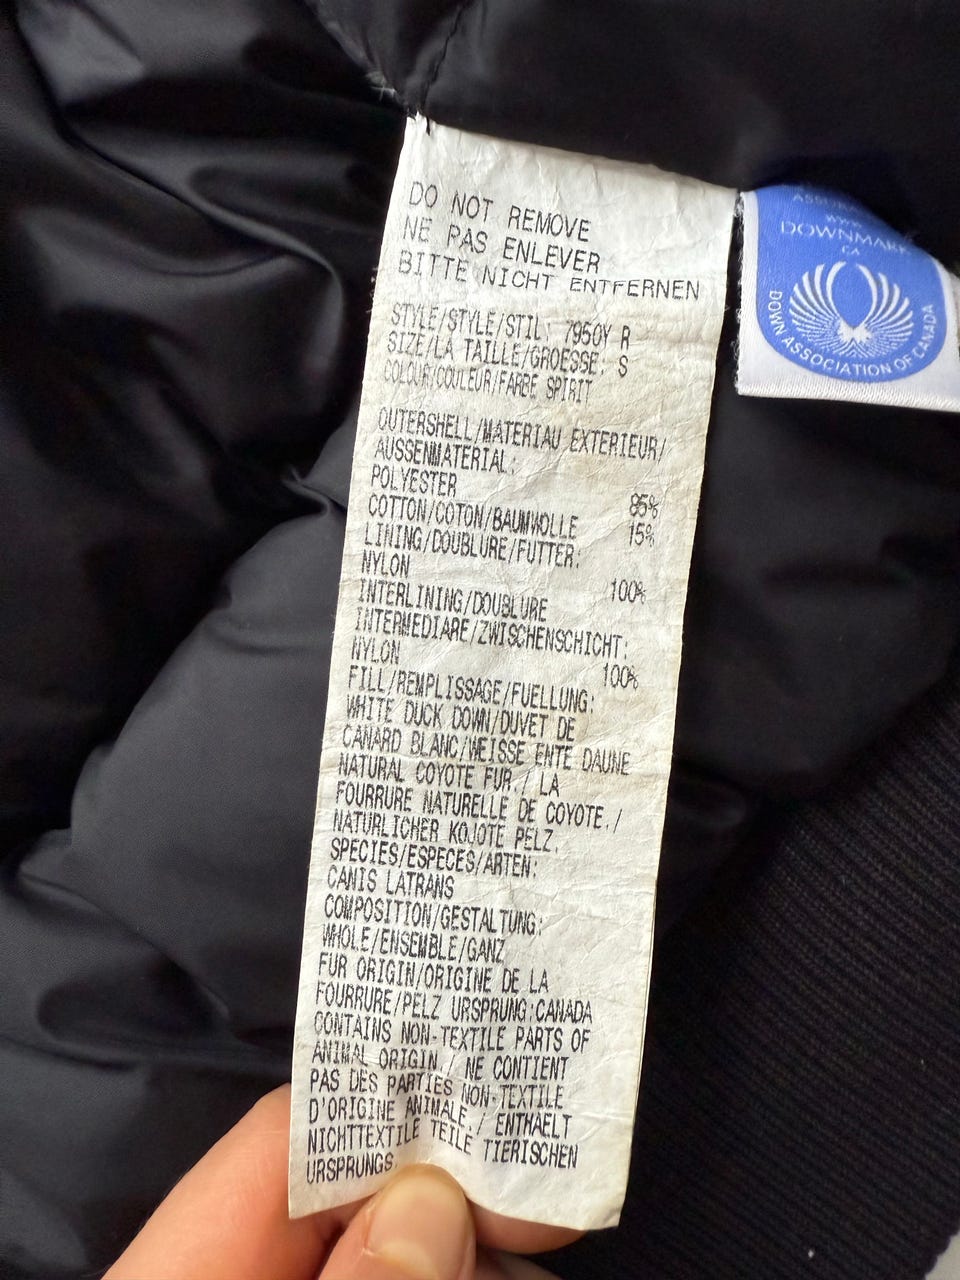 DO NOT REMOVE
NE PAS ENLEVER
BITTE NICHT ENTFERNEN
STYLE/STYLE/STIL: 7950Y R
SIZE/LA TAILLE/GROESSE: S
COLOUR/COULEUR/FARBE SPIRIT
OUTERSHELL/MATERIAU EXTERIEUR/
AUSSENMATERIAL:
POLYESTER 85%
COTTON/COTON/BAUMWOLLE 15%
LINING/DOUBLURE/FUTTER:
NYLON 100%
INTERLINING/DOUBLURE
INTERMEDIARE/ZWISCHENSCHICHT:
NYLON 100%
FILL/REMPLISSAGE/FUELLUNG:
WHITE DUCK DOWN/DUVET DE
CANARD BLANC/WEISSE ENTE DAUNE
NATURAL COYOTE FUR./ LA
FOURRURE NATURELLE DE COYOTE./
NATURLICHER KOJOTE PELZ.
SPECIES/ESPECES/ARTEN:
CANIS LATRANS
COMPOSITION/GESTALTUNG:
WHOLE/ENSEMBLE/GANZ
FUR ORIGIN/ORIGINE DE LA
FOURRURE/PELZ URSPRUNG:CANADA
CONTAINS NON-TEXTILE PARTS OF
ANIMAL ORIGIN./ NE CONTIENT
PAS DES PARTIES NON-TEXTILE
D'ORIGINE ANIMALE./ ENTHAELT
NICHTTEXTILE TEILE TIERISCHEN
URSPRUNGS.
WWW.
DOWNMARK.
CA
DOWN ASSOCIATION OF CANADA